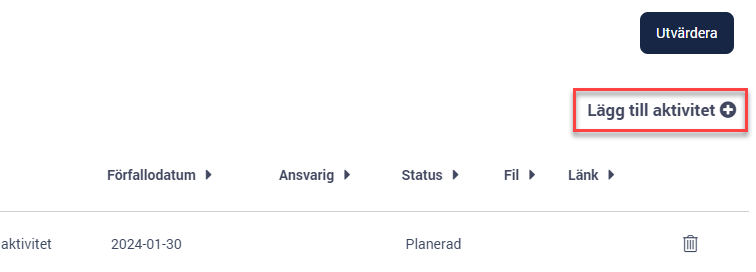 Utvärdera
Lägg till aktivitet
Förfallodatum Ansvarig Status Fil Länk
aktivitet 2024-01-30 Planerad